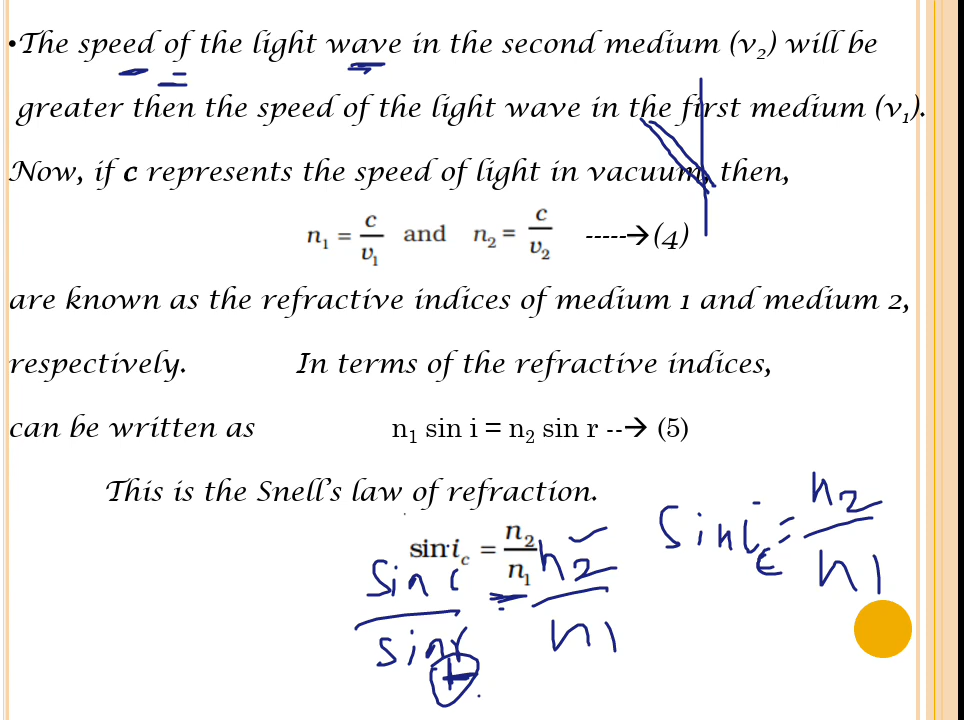 •The speed of the light wave in the second medium (v₂) will be
greater then the speed of the light wave in the first medium (v₁).
Now, if c represents the speed of light in vacuum, then,
n₁ = c/v₁ and n₂ = c/v₂ -----→(4)
are known as the refractive indices of medium 1 and medium 2,
respectively. In terms of the refractive indices,
can be written as n₁ sin i = n₂ sin r --→ (5)
This is the Snell's law of refraction.
sin i_c = n₂/n₁
Sin i_c = n2/n1
Sin i / Sin r = n2/n1
1